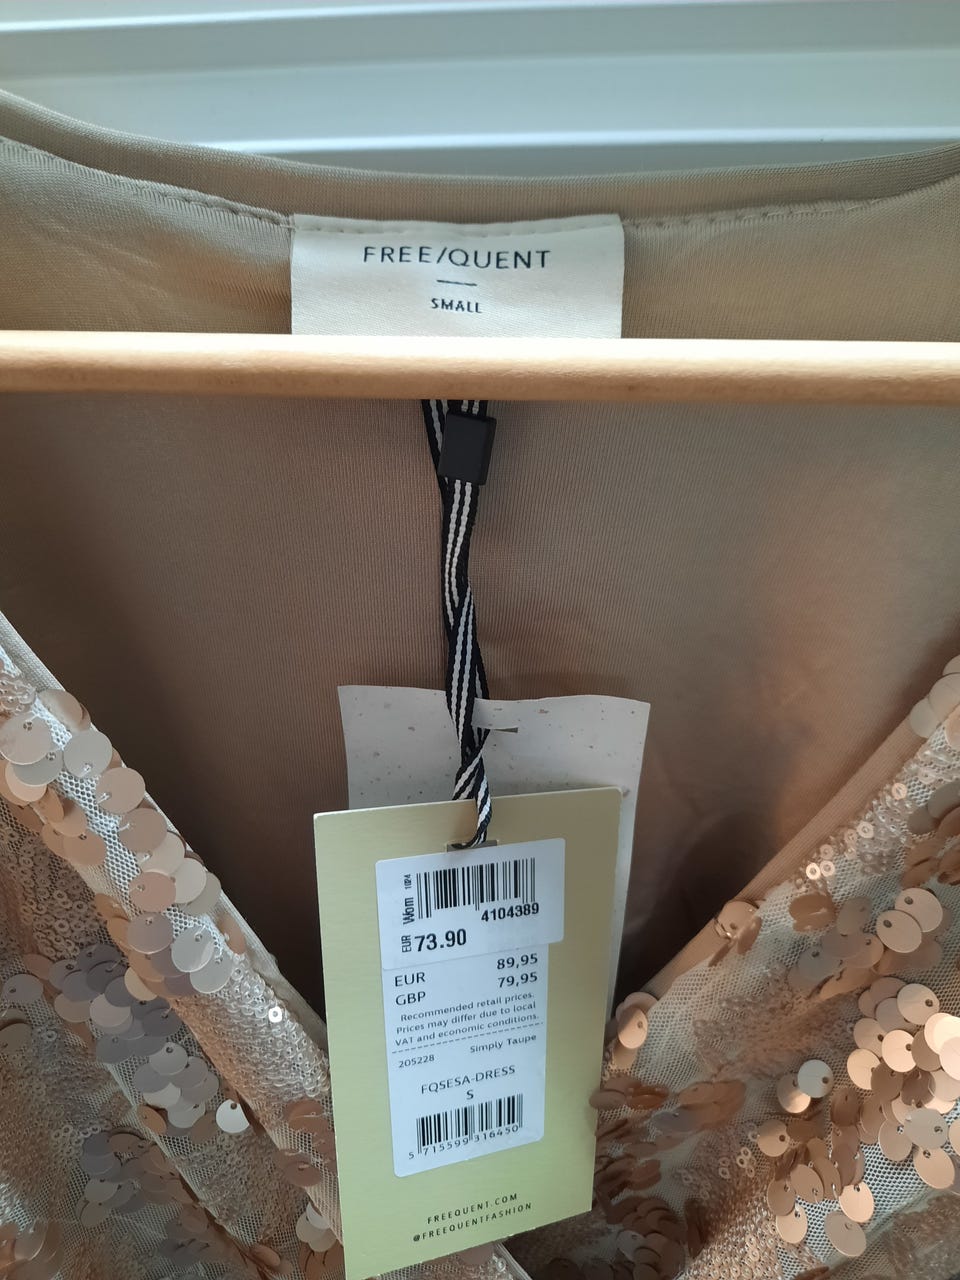 FREE/QUENT
SMALL
Wom 1024
4104389
EUR 73.90
EUR 89,95
GBP 79,95
Recommended retail prices.
Prices may differ due to local
VAT and economic conditions.
205228 Simply Taupe
FQSESA-DRESS
S
5 715599 316450
FREEQUENT.COM
@FREEQUENTFASHION